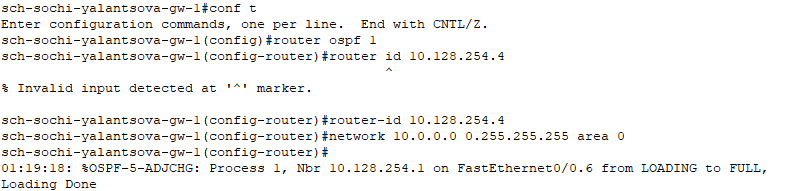 sch-sochi-yalantsova-gw-1#conf t
Enter configuration commands, one per line.  End with CNTL/Z.
sch-sochi-yalantsova-gw-1(config)#router ospf 1
sch-sochi-yalantsova-gw-1(config-router)#router id 10.128.254.4
^
% Invalid input detected at '^' marker.
sch-sochi-yalantsova-gw-1(config-router)#router-id 10.128.254.4
sch-sochi-yalantsova-gw-1(config-router)#network 10.0.0.0 0.255.255.255 area 0
sch-sochi-yalantsova-gw-1(config-router)#
01:19:18: %OSPF-5-ADJCHG: Process 1, Nbr 10.128.254.1 on FastEthernet0/0.6 from LOADING to FULL,
Loading Done